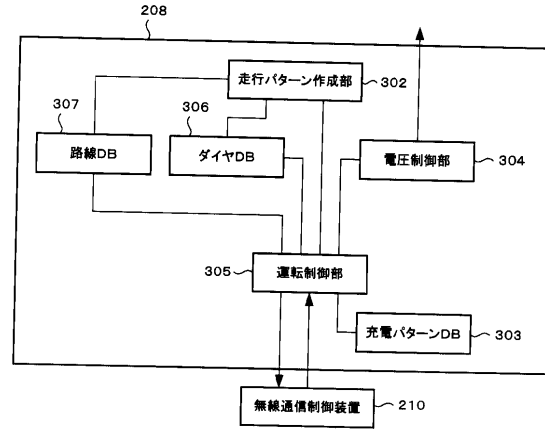 208
走行パターン作成部
302
307
306
路線DB
ダイヤDB
電圧制御部
304
305
運転制御部
充電パターンDB
303
無線通信制御装置
210